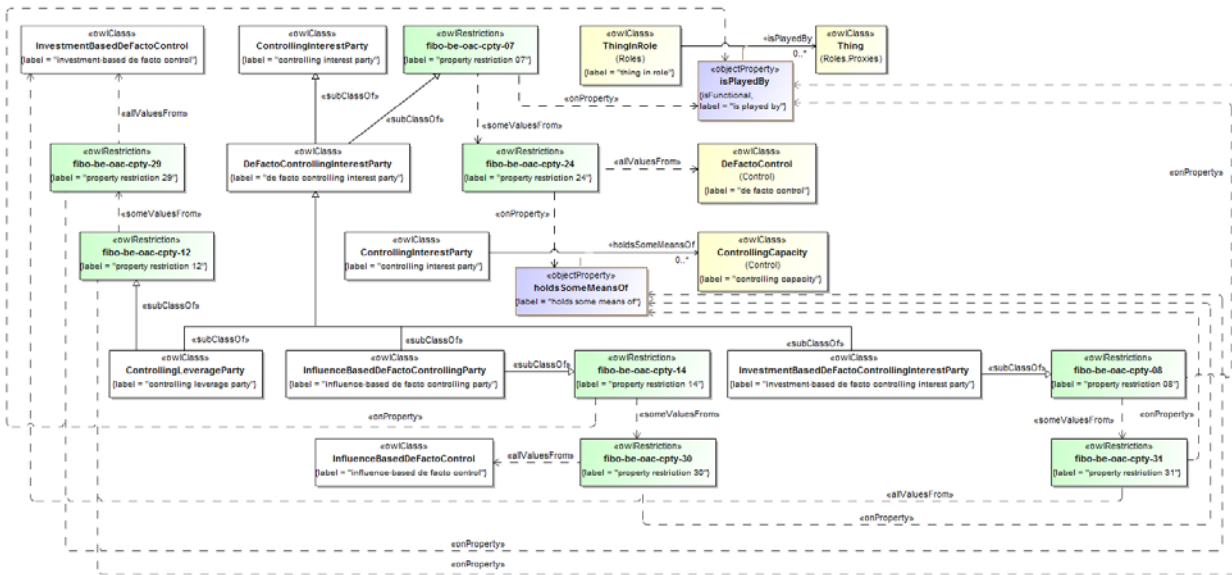 «owlClass»
InvestmentBasedDeFactoControl
{label = "investment-based de facto control"}
«owlClass»
ControllingInterestParty
{label = "controlling interest party"}
«owlRestriction»
fibo-be-oac-cpty-07
{label = "property restriction 07"}
«owlClass»
ThingInRole
(Roles)
{label = "thing in role"}
«isPlayedBy
0..*
«owlClass»
Thing
(Roles.Proxies)
«objectProperty»
isPlayedBy
{isFunctional,
label = "is played by"}
«subClassOf»
«onProperty»
«allValuesFrom»
«subClassOf»
«someValuesFrom»
«owlRestriction»
fibo-be-oac-cpty-29
{label = "property restriction 29"}
«owlClass»
DeFactoControllingInterestParty
{label = "de facto controlling interest party"}
«owlRestriction»
fibo-be-oac-cpty-24
{label = "property restriction 24"}
«allValuesFrom»
«owlClass»
DeFactoControl
(Control)
{label = "de facto control"}
«onProperty»
«someValuesFrom»
«onProperty»
«owlRestriction»
fibo-be-oac-cpty-12
{label = "property restriction 12"}
«owlClass»
ControllingInterestParty
{label = "controlling interest party"}
«holdsSomeMeansOf
0..*
«owlClass»
ControllingCapacity
(Control)
{label = "controlling capacity"}
«objectProperty»
holdsSomeMeansOf
{label = "holds some means of"}
«subClassOf»
«subClassOf»
«subClassOf»
«subClassOf»
«owlClass»
ControllingLeverageParty
{label = "controlling leverage party"}
«owlClass»
InfluenceBasedDeFactoControllingParty
{label = "influence-based de facto controlling party"}
«subClassOf»
«owlRestriction»
fibo-be-oac-cpty-14
{label = "property restriction 14"}
«owlClass»
InvestmentBasedDeFactoControllingInterestParty
{label = "investment-based de facto controlling interest party"}
«subClassOf»
«owlRestriction»
fibo-be-oac-cpty-08
{label = "property restriction 08"}
«onProperty»
«someValuesFrom»
«someValuesFrom»
«onProperty»
«owlClass»
InfluenceBasedDeFactoControl
{label = "influence-based de facto control"}
«allValuesFrom»
«owlRestriction»
fibo-be-oac-cpty-30
{label = "property restriction 30"}
«owlRestriction»
fibo-be-oac-cpty-31
{label = "property restriction 31"}
«allValuesFrom»
«onProperty»
«onProperty»
«onProperty»